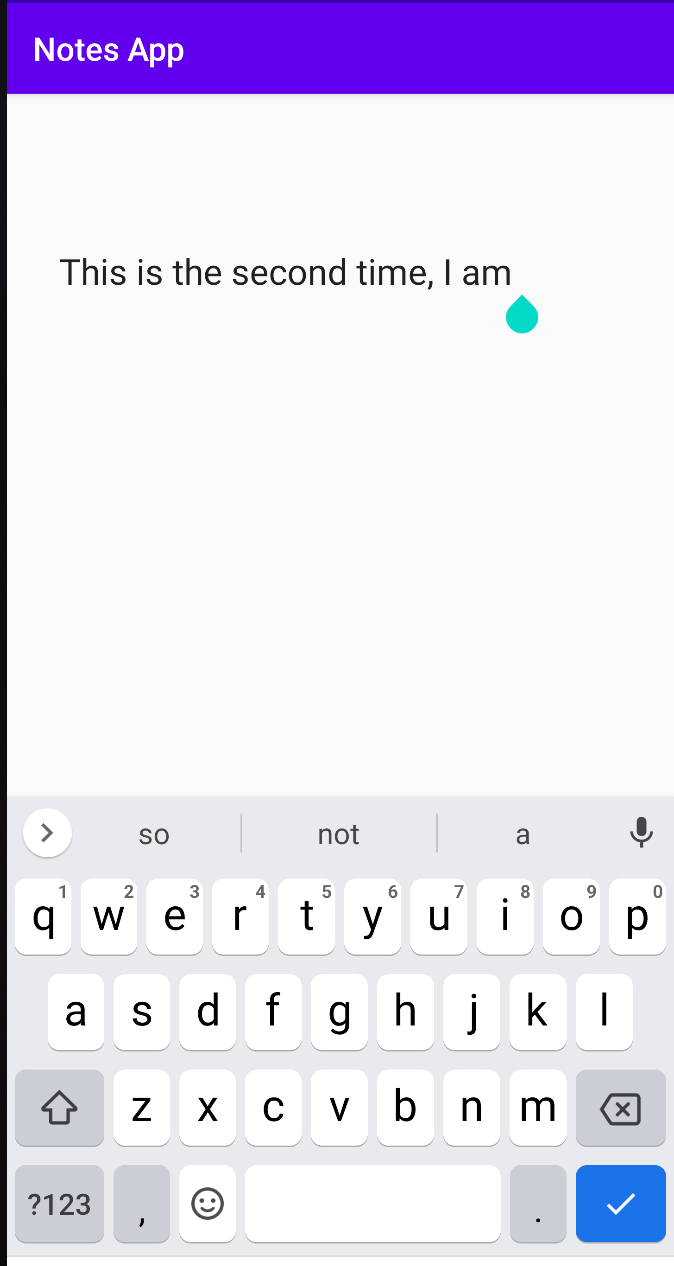 Notes App
This is the second time, I am
so not a
q1 w2 e3 r4 t5 y6 u7 i8 o9 p0
a s d f g h j k l
z x c v b n m
?123 , .